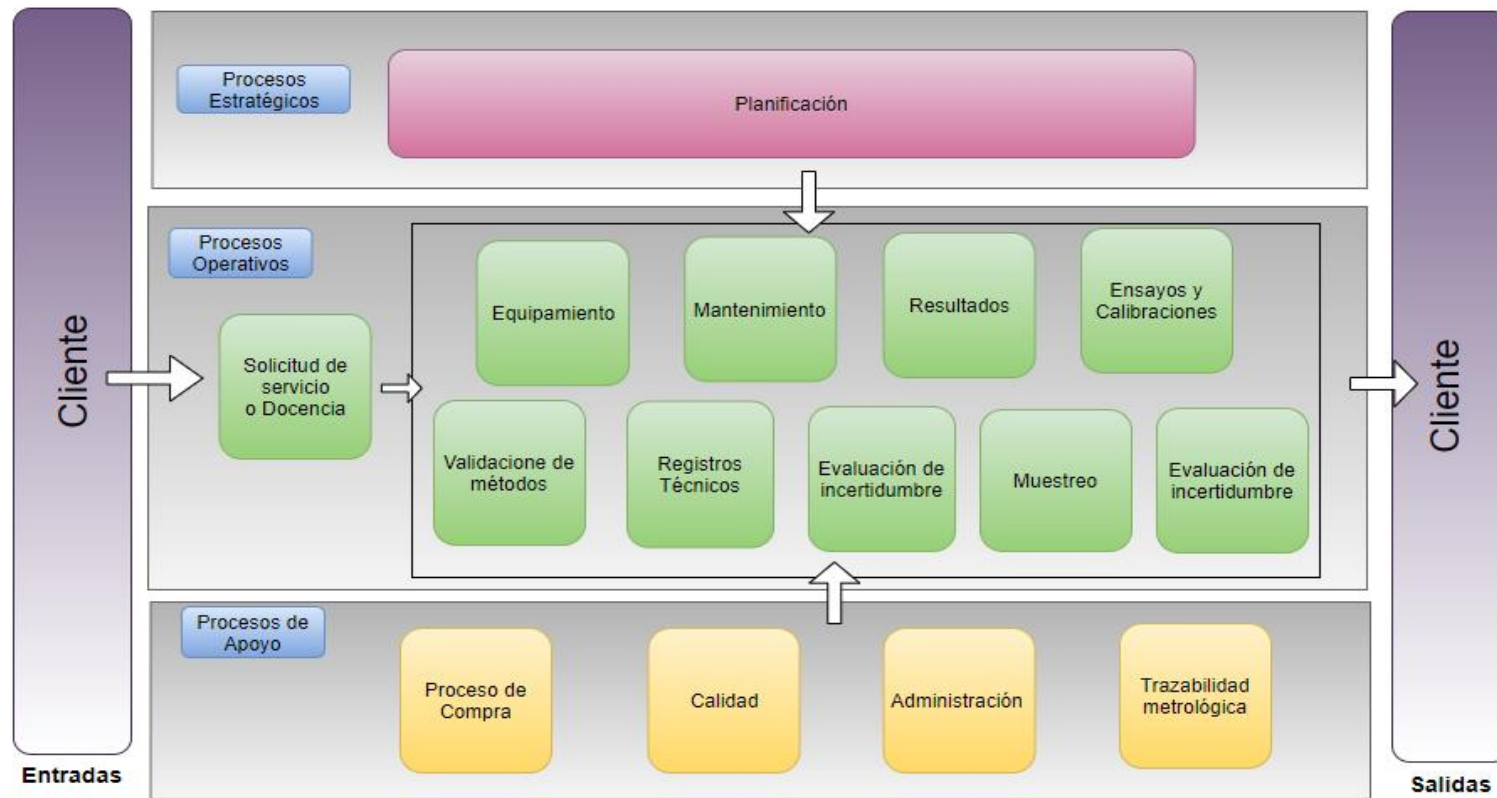 Cliente
Entradas
Procesos
Estratégicos
Planificación
Procesos
Operativos
Solicitud de
servicio
o Docencia
Equipamiento
Mantenimiento
Resultados
Ensayos y
Calibraciones
Validacione de
métodos
Registros
Técnicos
Evaluación de
incertidumbre
Muestreo
Evaluación de
incertidumbre
Procesos de
Apoyo
Proceso de
Compra
Calidad
Administración
Trazabilidad
metrológica
Cliente
Salidas